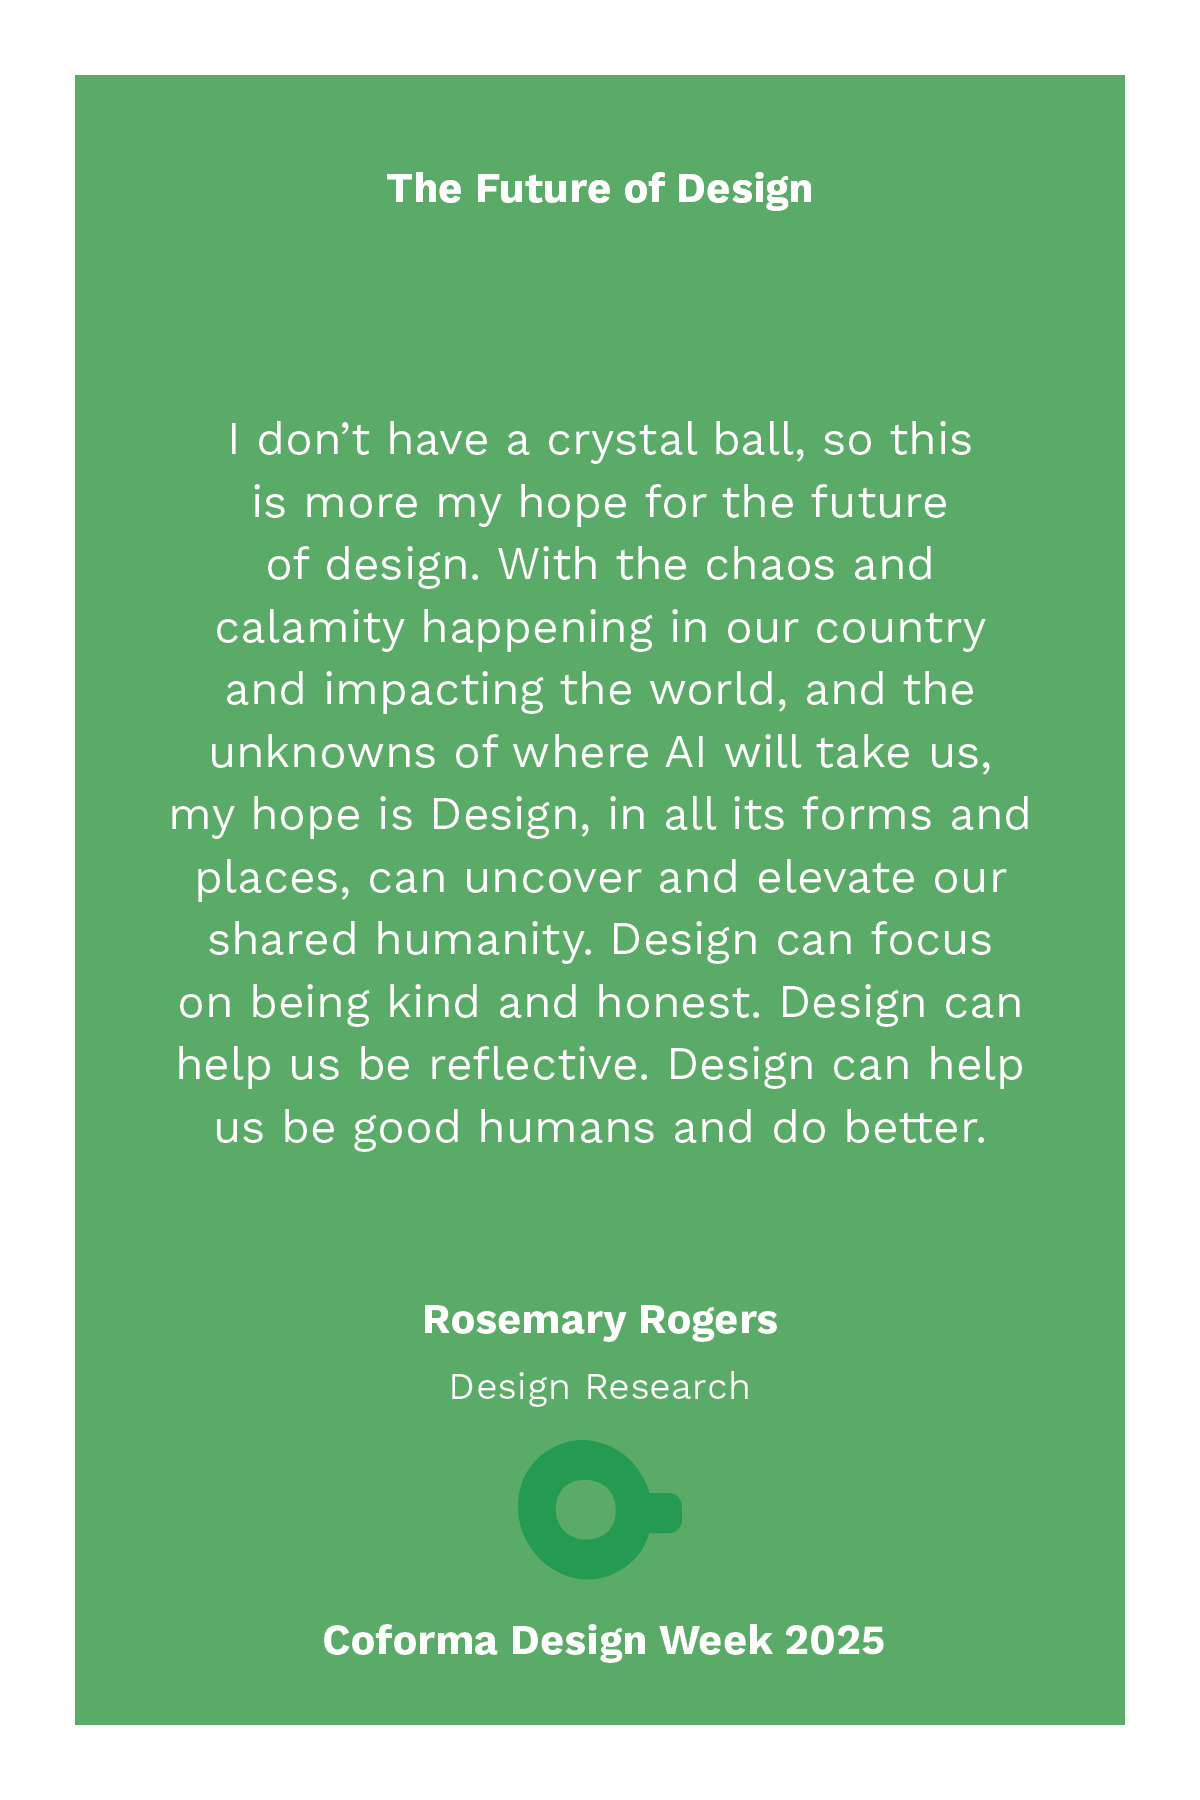 The Future of Design
I don’t have a crystal ball, so this
is more my hope for the future
of design. With the chaos and
calamity happening in our country
and impacting the world, and the
unknowns of where AI will take us,
my hope is Design, in all its forms and
places, can uncover and elevate our
shared humanity. Design can focus
on being kind and honest. Design can
help us be reflective. Design can help
us be good humans and do better.
Rosemary Rogers
Design Research
Coforma Design Week 2025